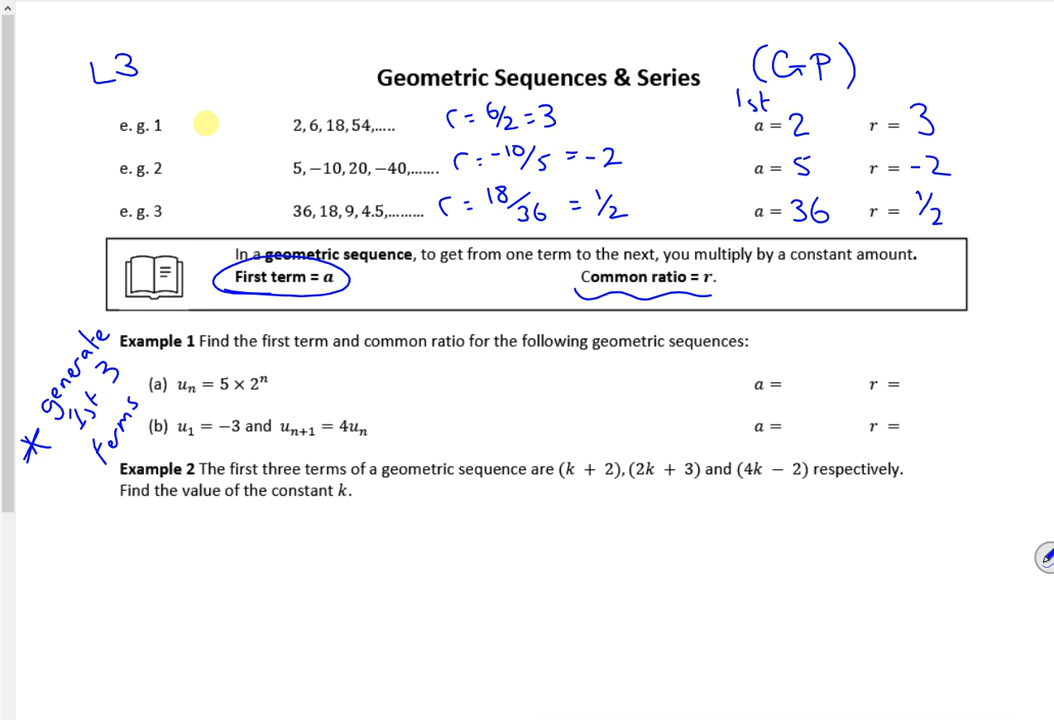 L3
Geometric Sequences & Series (GP)
1st
e. g. 1 2, 6, 18, 54,..... r = 6/2 = 3 a = 2 r = 3
e. g. 2 5, −10, 20, −40,....... r = -10/5 = -2 a = 5 r = -2
e. g. 3 36, 18, 9, 4.5,......... r = 18/36 = 1/2 a = 36 r = 1/2
In a geometric sequence, to get from one term to the next, you multiply by a constant amount.
First term = a Common ratio = r.
* generate
1st 3
terms
Example 1 Find the first term and common ratio for the following geometric sequences:
(a) uₙ = 5 × 2ⁿ a = r =
(b) u₁ = −3 and uₙ₊₁ = 4uₙ a = r =
Example 2 The first three terms of a geometric sequence are (k + 2), (2k + 3) and (4k − 2) respectively.
Find the value of the constant k.